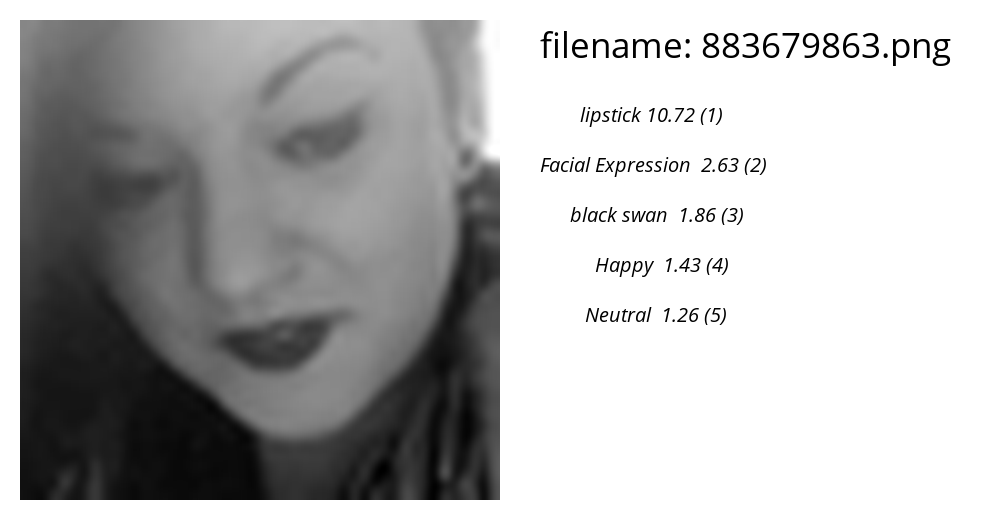 filename: 883679863.png
lipstick 10.72 (1)
Facial Expression 2.63 (2)
black swan 1.86 (3)
Happy 1.43 (4)
Neutral 1.26 (5)